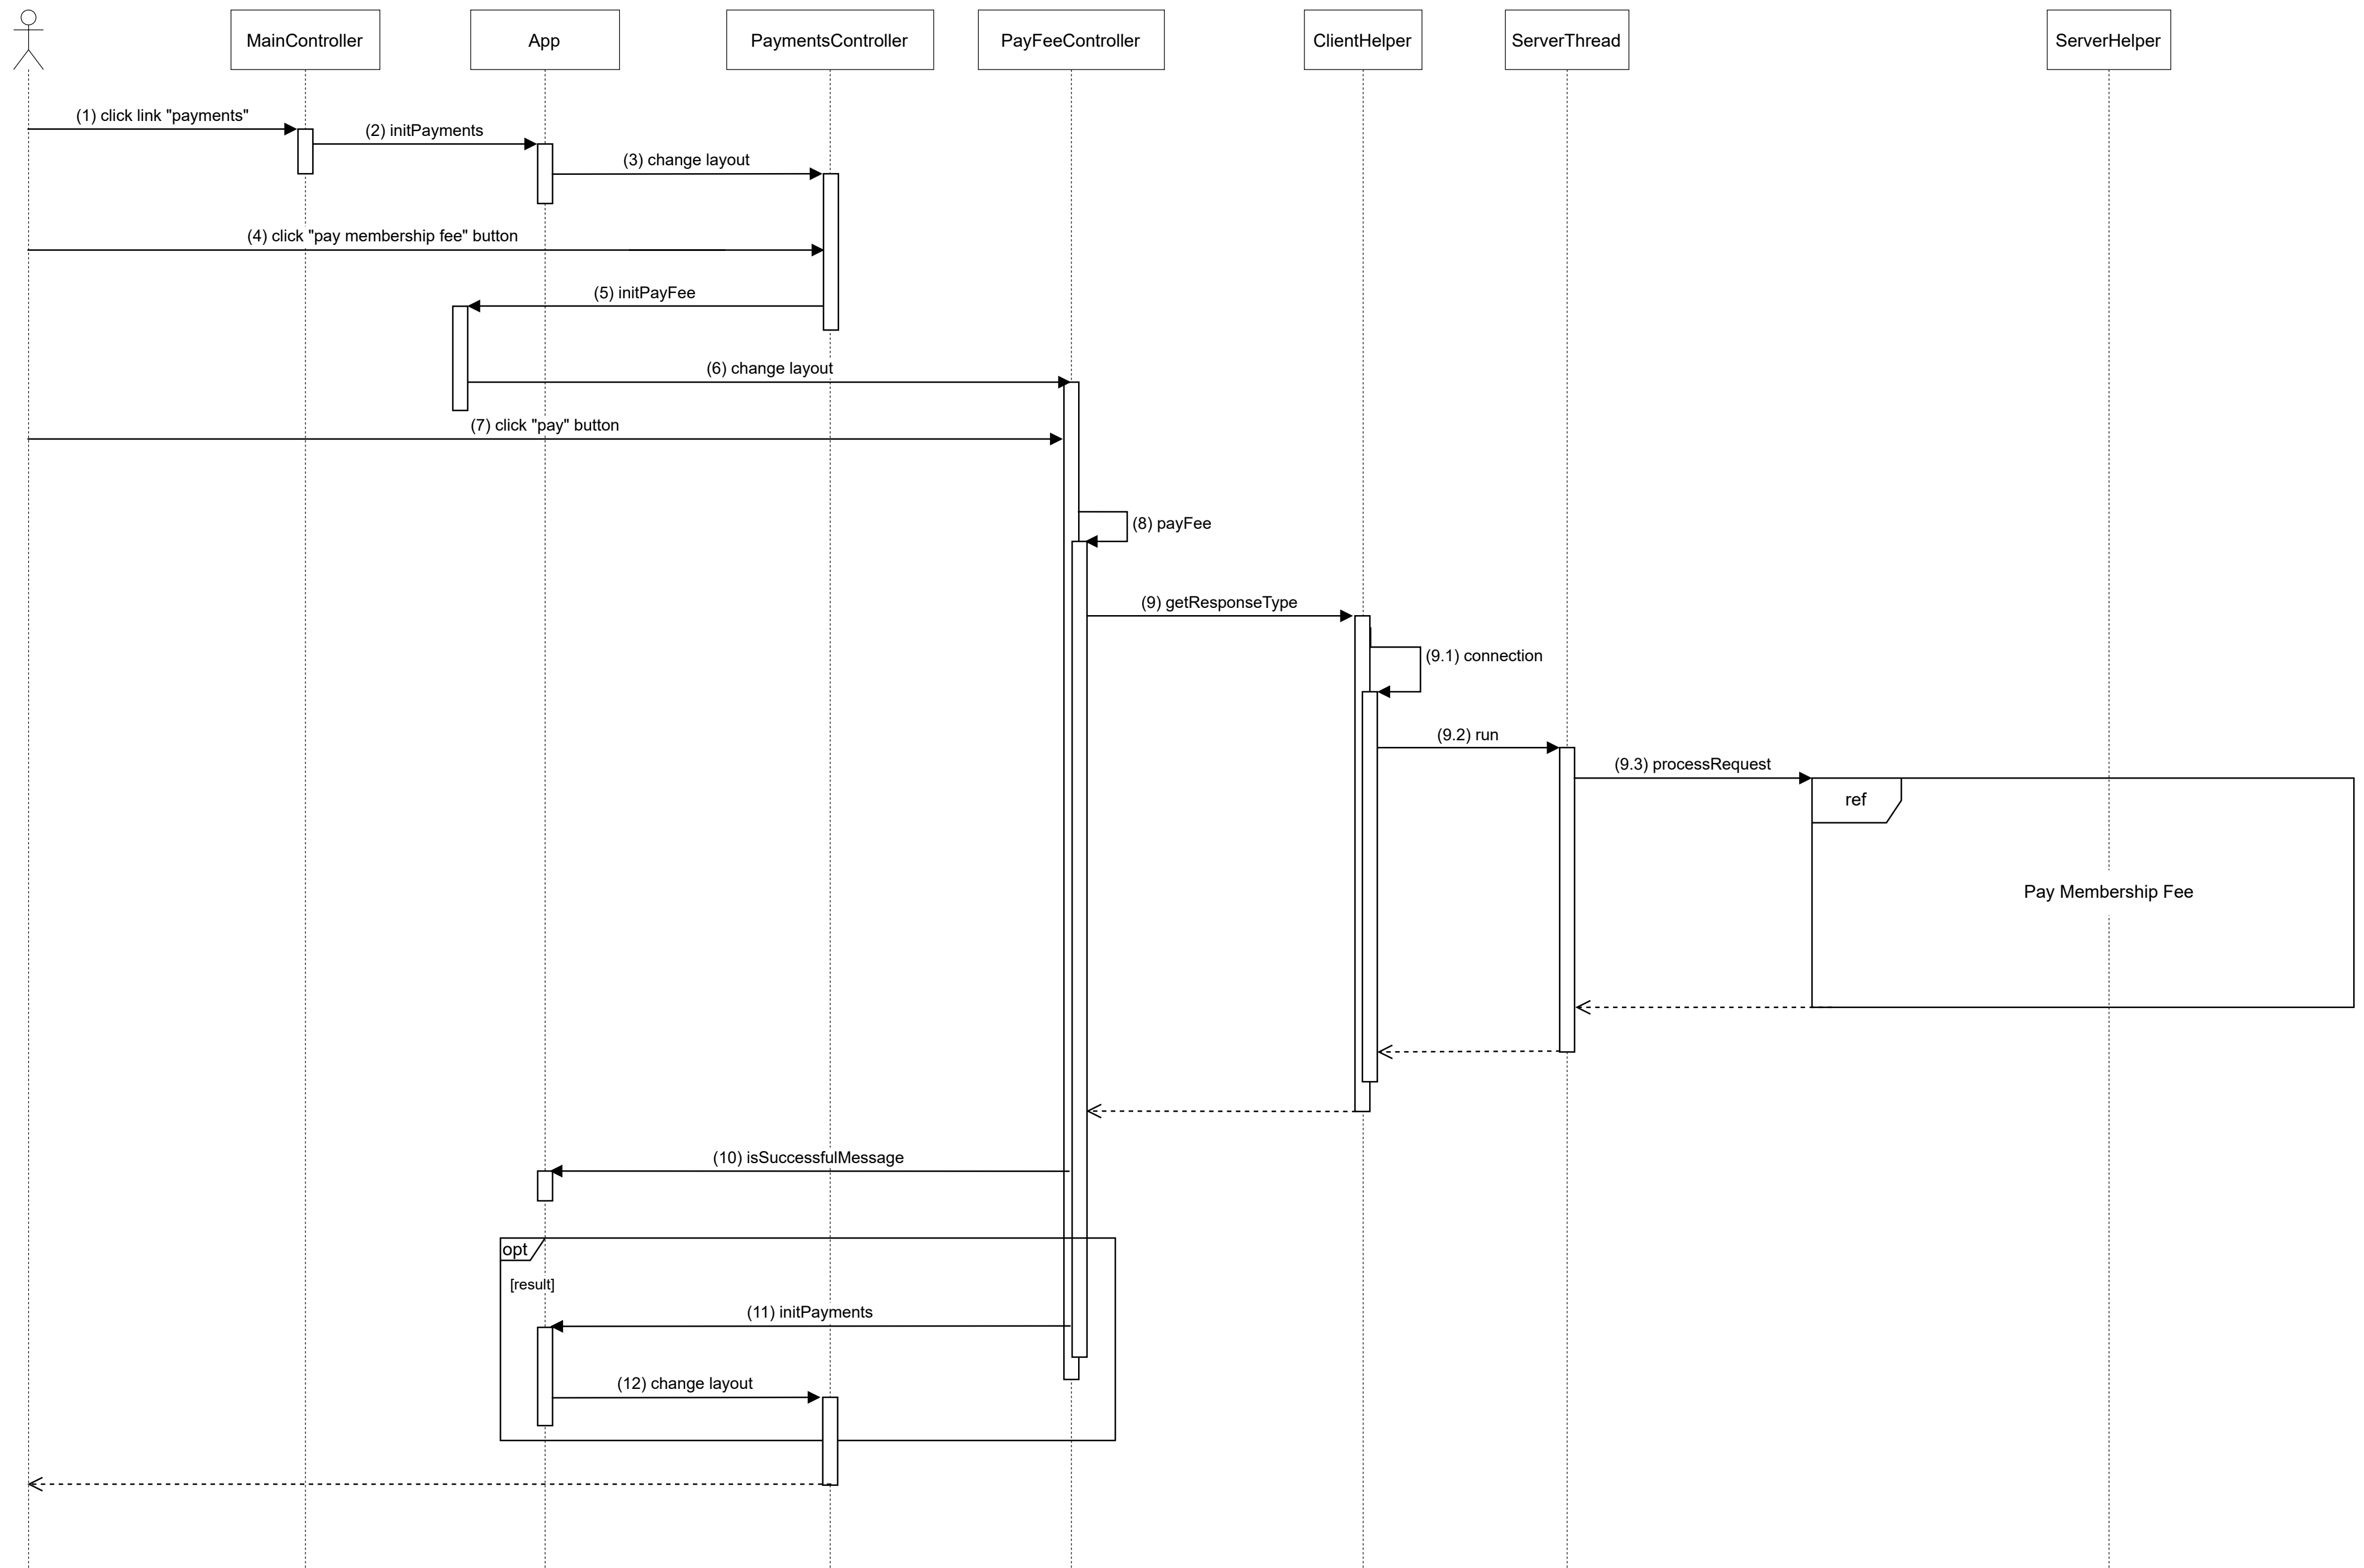 MainController
App
PaymentsController
PayFeeController
ClientHelper
ServerThread
ServerHelper
(1) click link "payments"
(2) initPayments
(3) change layout
(4) click "pay membership fee" button
(5) initPayFee
(6) change layout
(7) click "pay" button
(8) payFee
(9) getResponseType
(9.1) connection
(9.2) run
(9.3) processRequest
ref
Pay Membership Fee
(10) isSuccessfulMessage
opt
[result]
(11) initPayments
(12) change layout